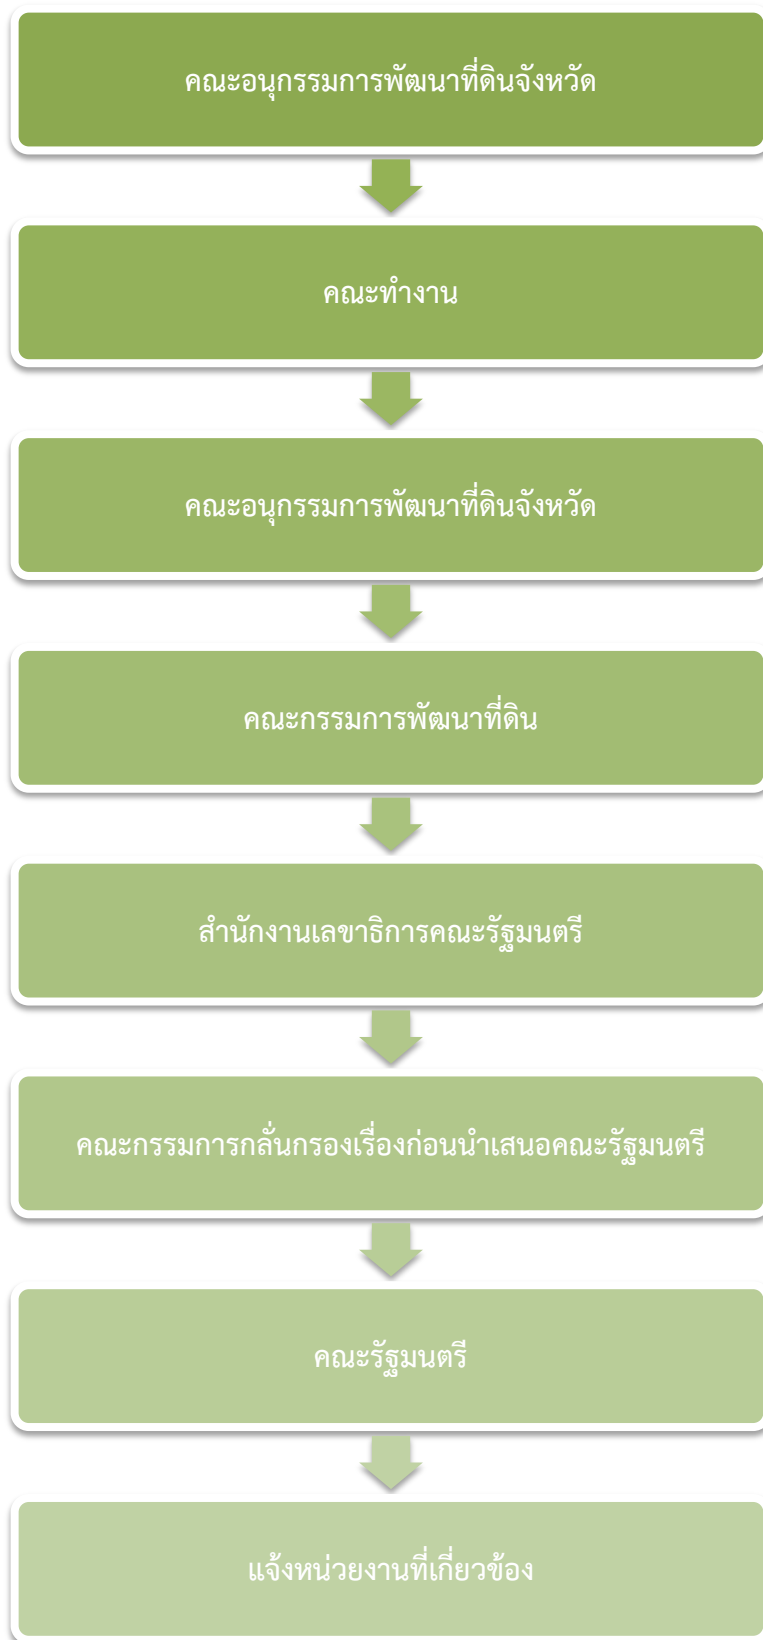 คณะอนุกรรมการพัฒนาที่ดินจังหวัด
คณะทำงาน
คณะอนุกรรมการพัฒนาที่ดินจังหวัด
คณะกรรมการพัฒนาที่ดิน
สำนักงานเลขาธิการคณะรัฐมนตรี
คณะกรรมการกลั่นกรองเรื่องก่อนนำเสนอคณะรัฐมนตรี
คณะรัฐมนตรี
แจ้งหน่วยงานที่เกี่ยวข้อง